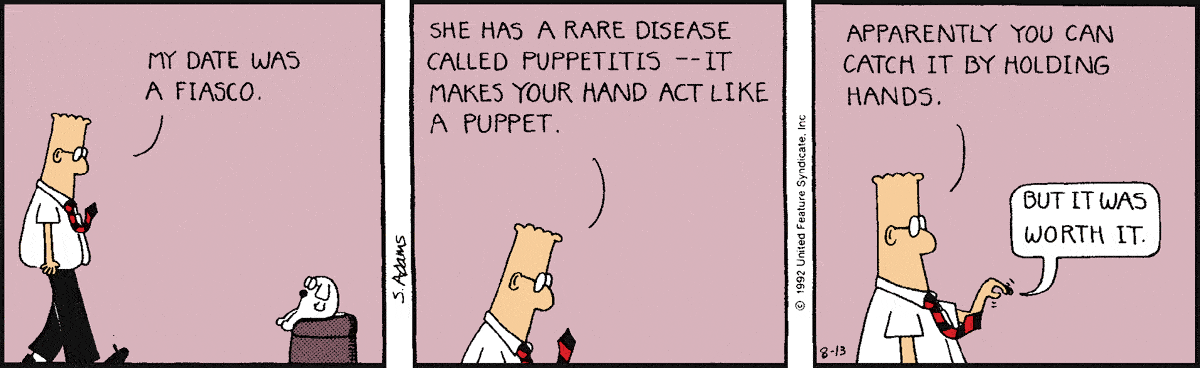 MY DATE WAS
A FIASCO.
S. Adams
SHE HAS A RARE DISEASE
CALLED PUPPETITIS -- IT
MAKES YOUR HAND ACT LIKE
A PUPPET.
© 1992 United Feature Syndicate, Inc
APPARENTLY YOU CAN
CATCH IT BY HOLDING
HANDS.
BUT IT WAS
WORTH IT.
8-13